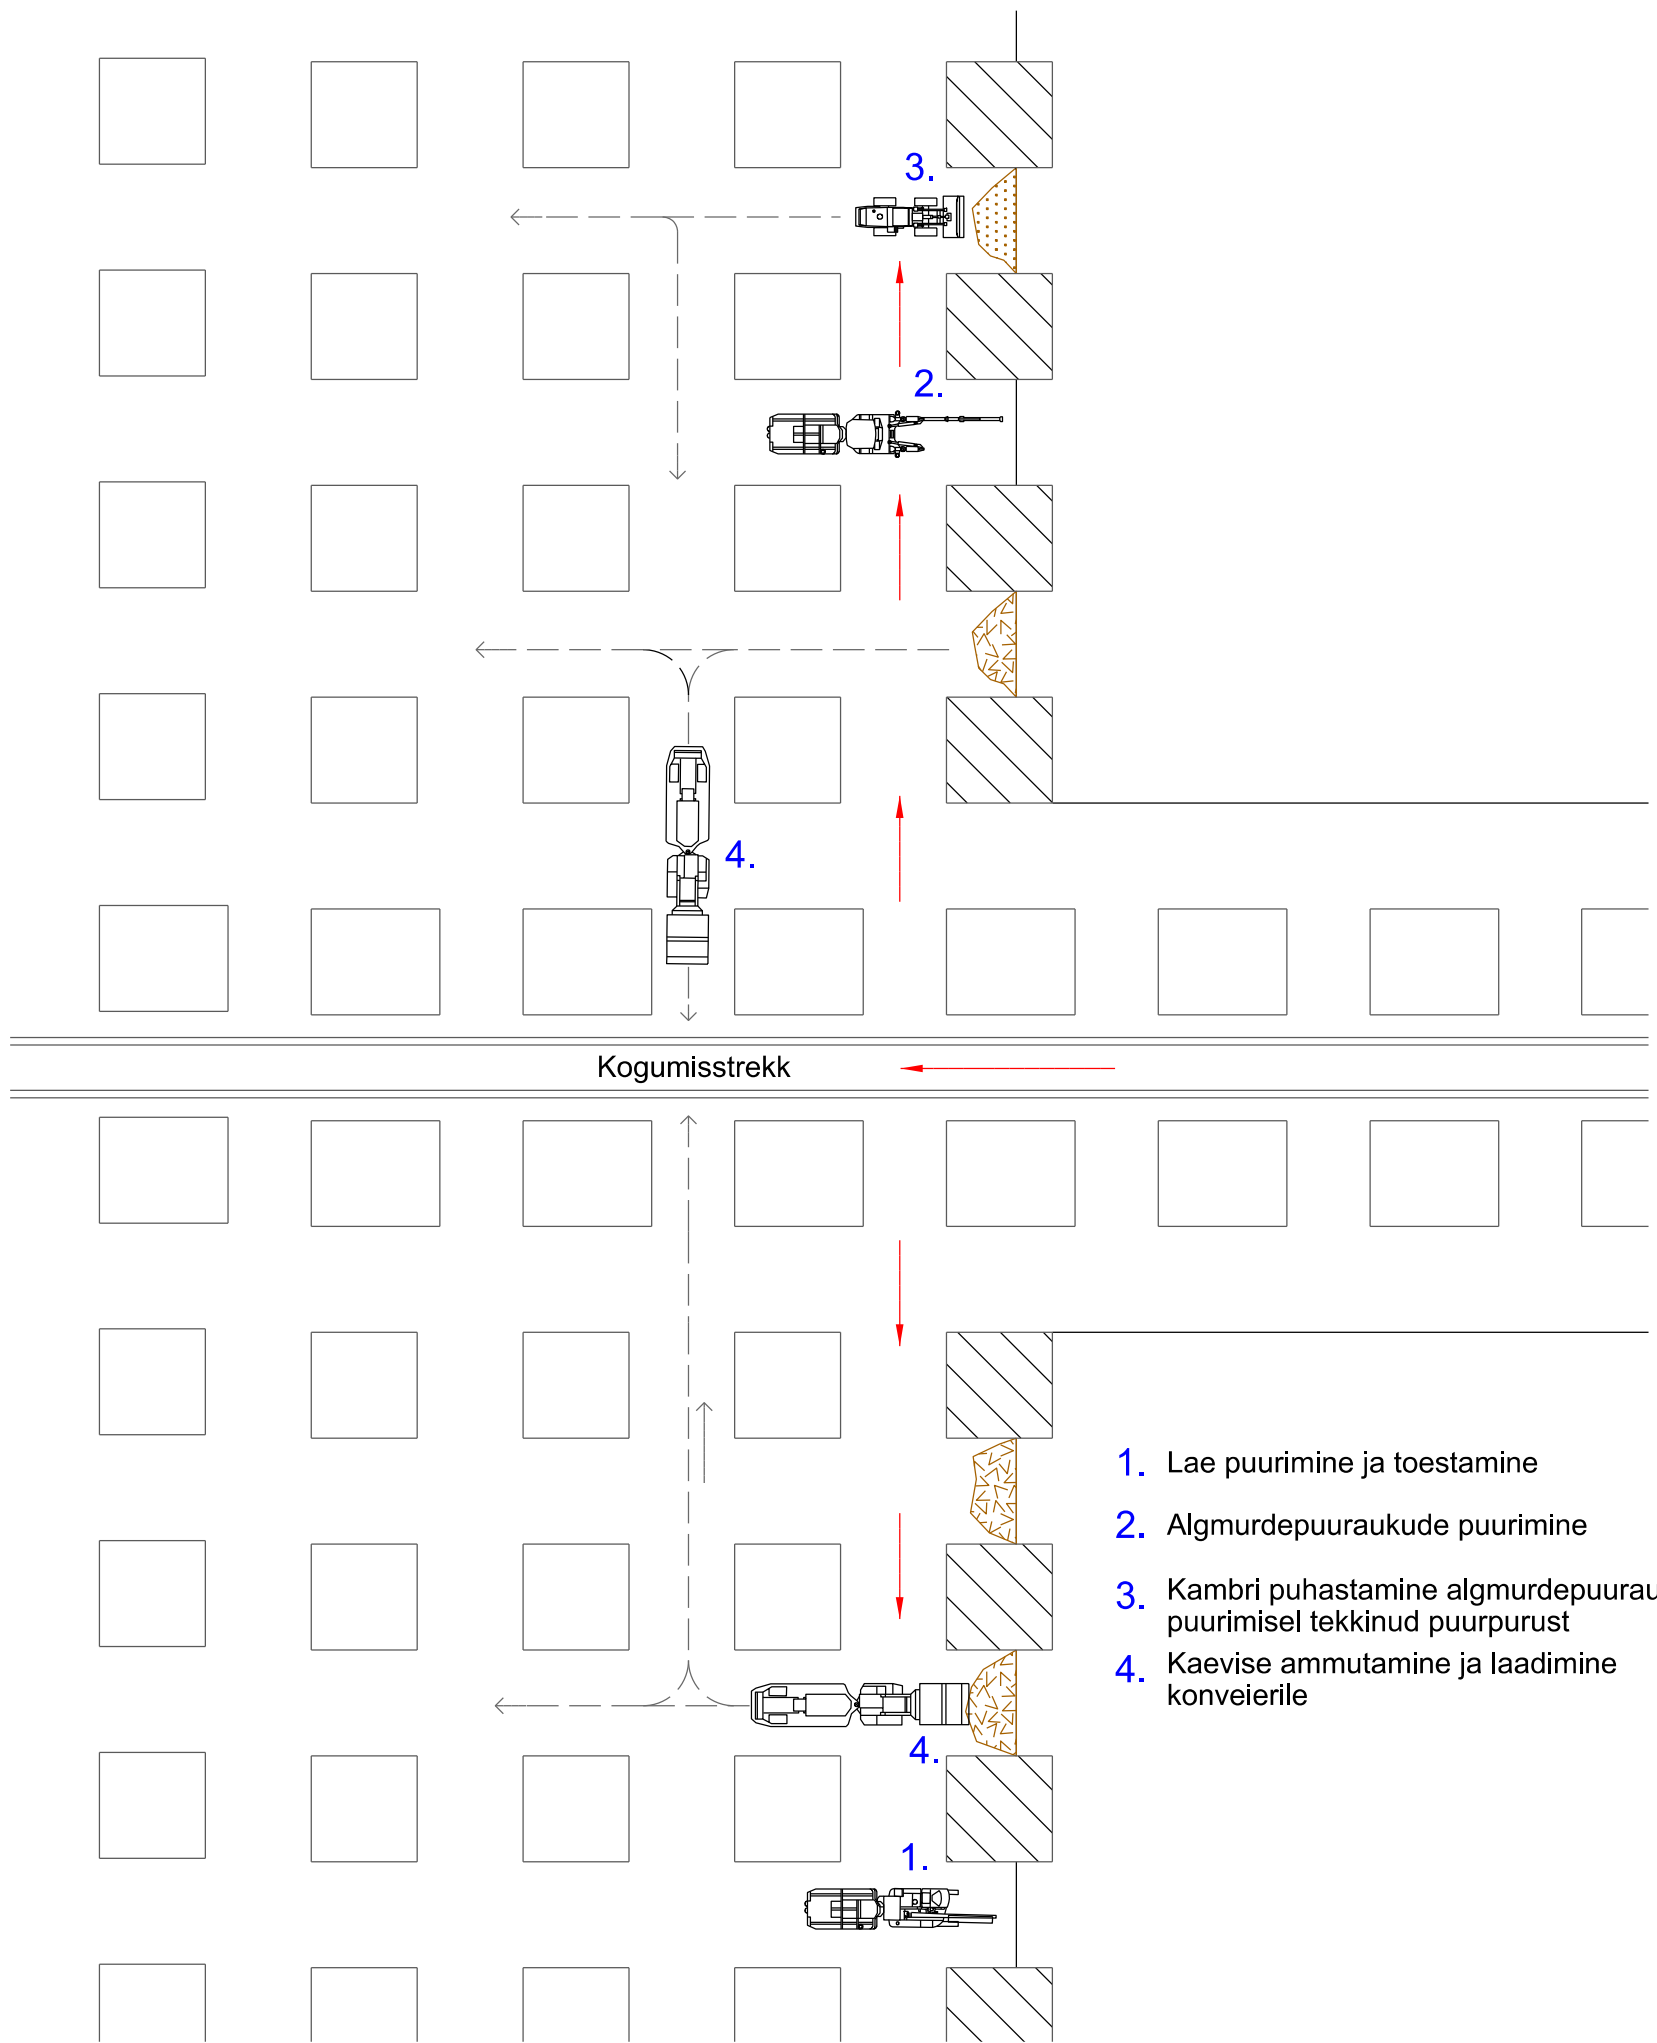 3.
2.
4.
Kogumisstrekk
1. Lae puurimine ja toestamine
2. Algmurdepuuraukude puurimine
3. Kambri puhastamine algmurdepuurau
puurimisel tekkinud puurpurust
4. Kaevise ammutamine ja laadimine
konveierile
4.
1.